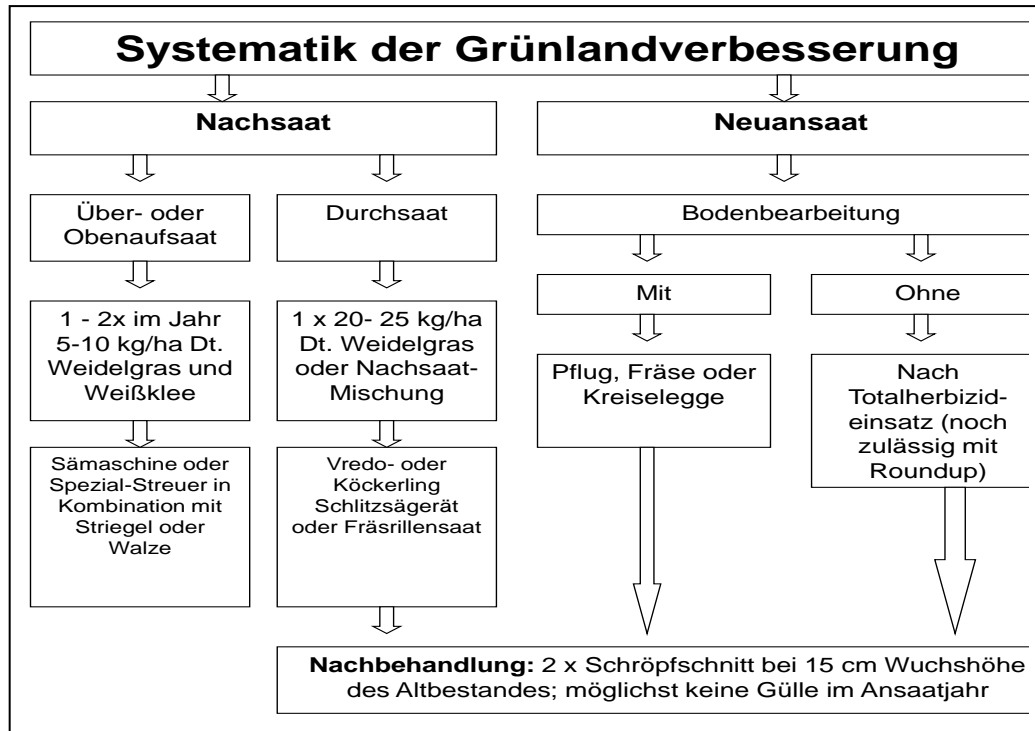 Systematik der Grünlandverbesserung
Nachsaat
Neuansaat
Über- oder
Obenaufsaat
Durchsaat
Bodenbearbeitung
Mit
Ohne
1 - 2x im Jahr
5-10 kg/ha Dt.
Weidelgras und
Weißklee
1 x 20- 25 kg/ha
Dt. Weidelgras
oder Nachsaat-
Mischung
Pflug, Fräse oder
Kreiselegge
Nach
Totalherbizid-
einsatz (noch
zulässig mit
Roundup)
Sämaschine oder
Spezial-Streuer in
Kombination mit
Striegel oder
Walze
Vredo- oder
Köckerling
Schlitzsägerät
oder Fräsrillensaat
Nachbehandlung: 2 x Schröpfschnitt bei 15 cm Wuchshöhe
des Altbestandes; möglichst keine Gülle im Ansaatjahr